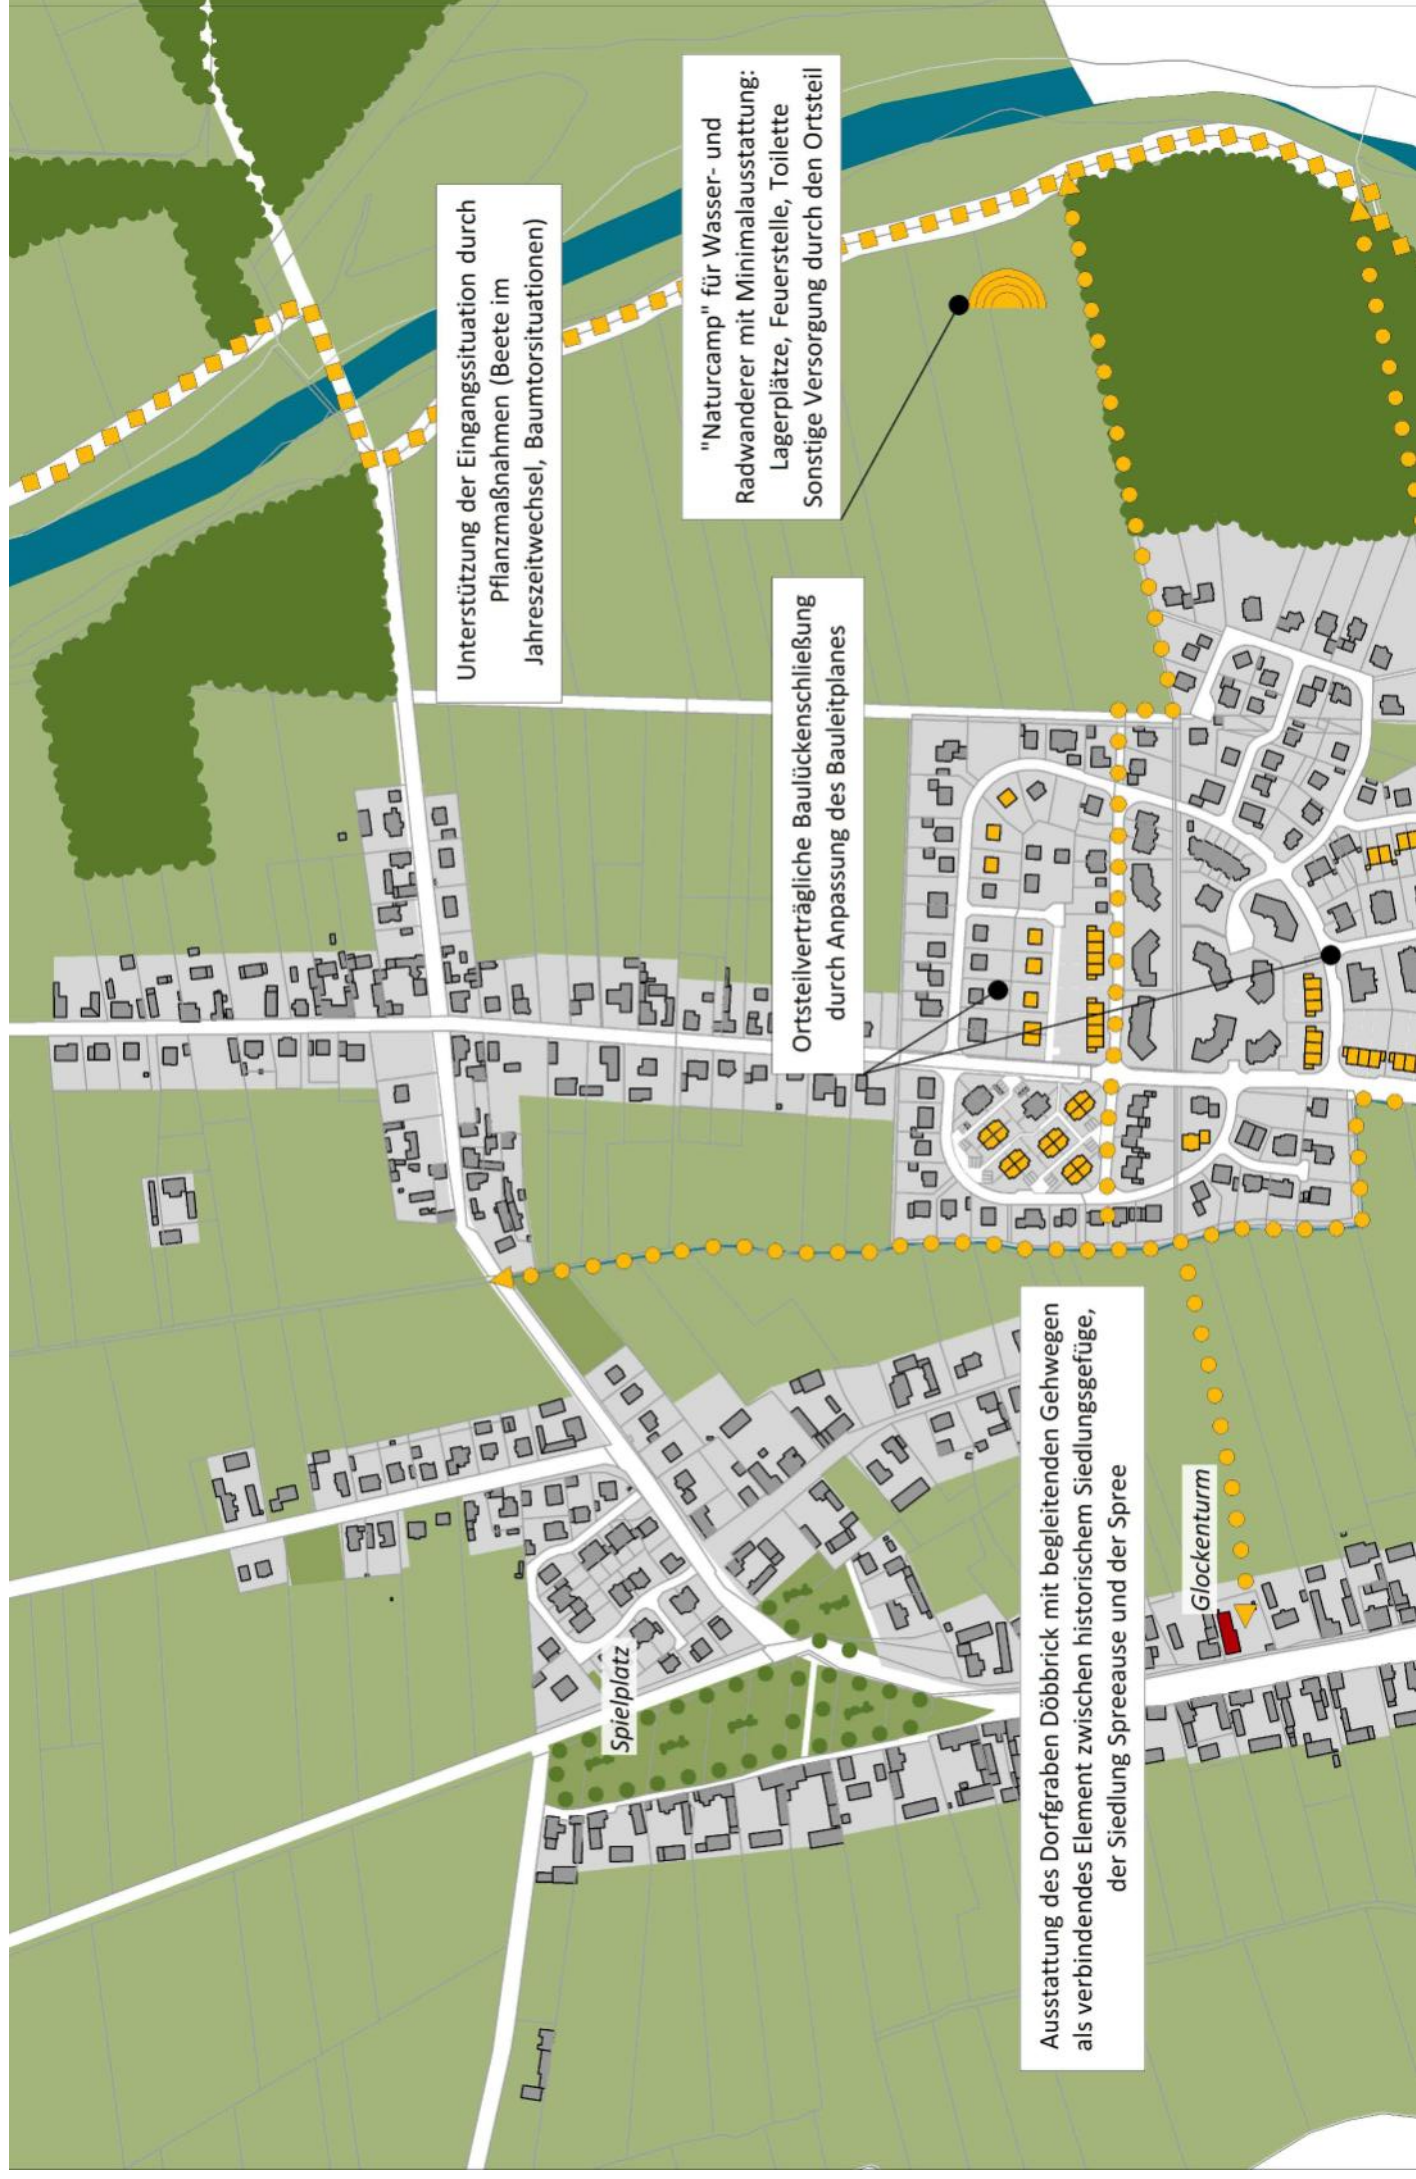 Unterstützung der Eingangssituation durch
Pflanzmaßnahmen (Beete im
Jahreszeitwechsel, Baumtorsituationen)
"Naturcamp" für Wasser- und
Radwanderer mit Minimalausstattung:
Lagerplätze, Feuerstelle, Toilette
Sonstige Versorgung durch den Ortsteil
Ortsteilverträgliche Baulückenschließung
durch Anpassung des Bauleitplanes
Spielplatz
Ausstattung des Dorfgraben Döbbrick mit begleitenden Gehwegen
als verbindendes Element zwischen historischem Siedlungsgefüge,
der Siedlung Spreeause und der Spree
Glockenturm